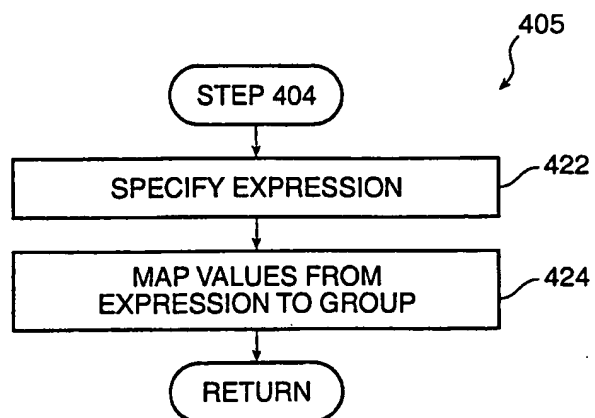 405
STEP 404
SPECIFY EXPRESSION
422
MAP VALUES FROM
EXPRESSION TO GROUP
424
RETURN